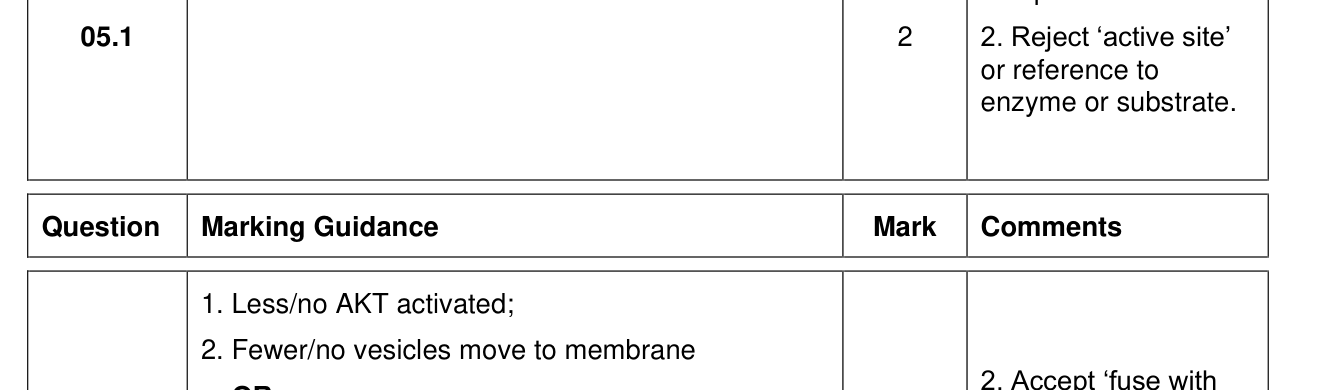 05.1
2
2. Reject ‘active site’
or reference to
enzyme or substrate.
Question Marking Guidance Mark Comments
1. Less/no AKT activated;
2. Fewer/no vesicles move to membrane
OR
2. Accept ‘fuse with